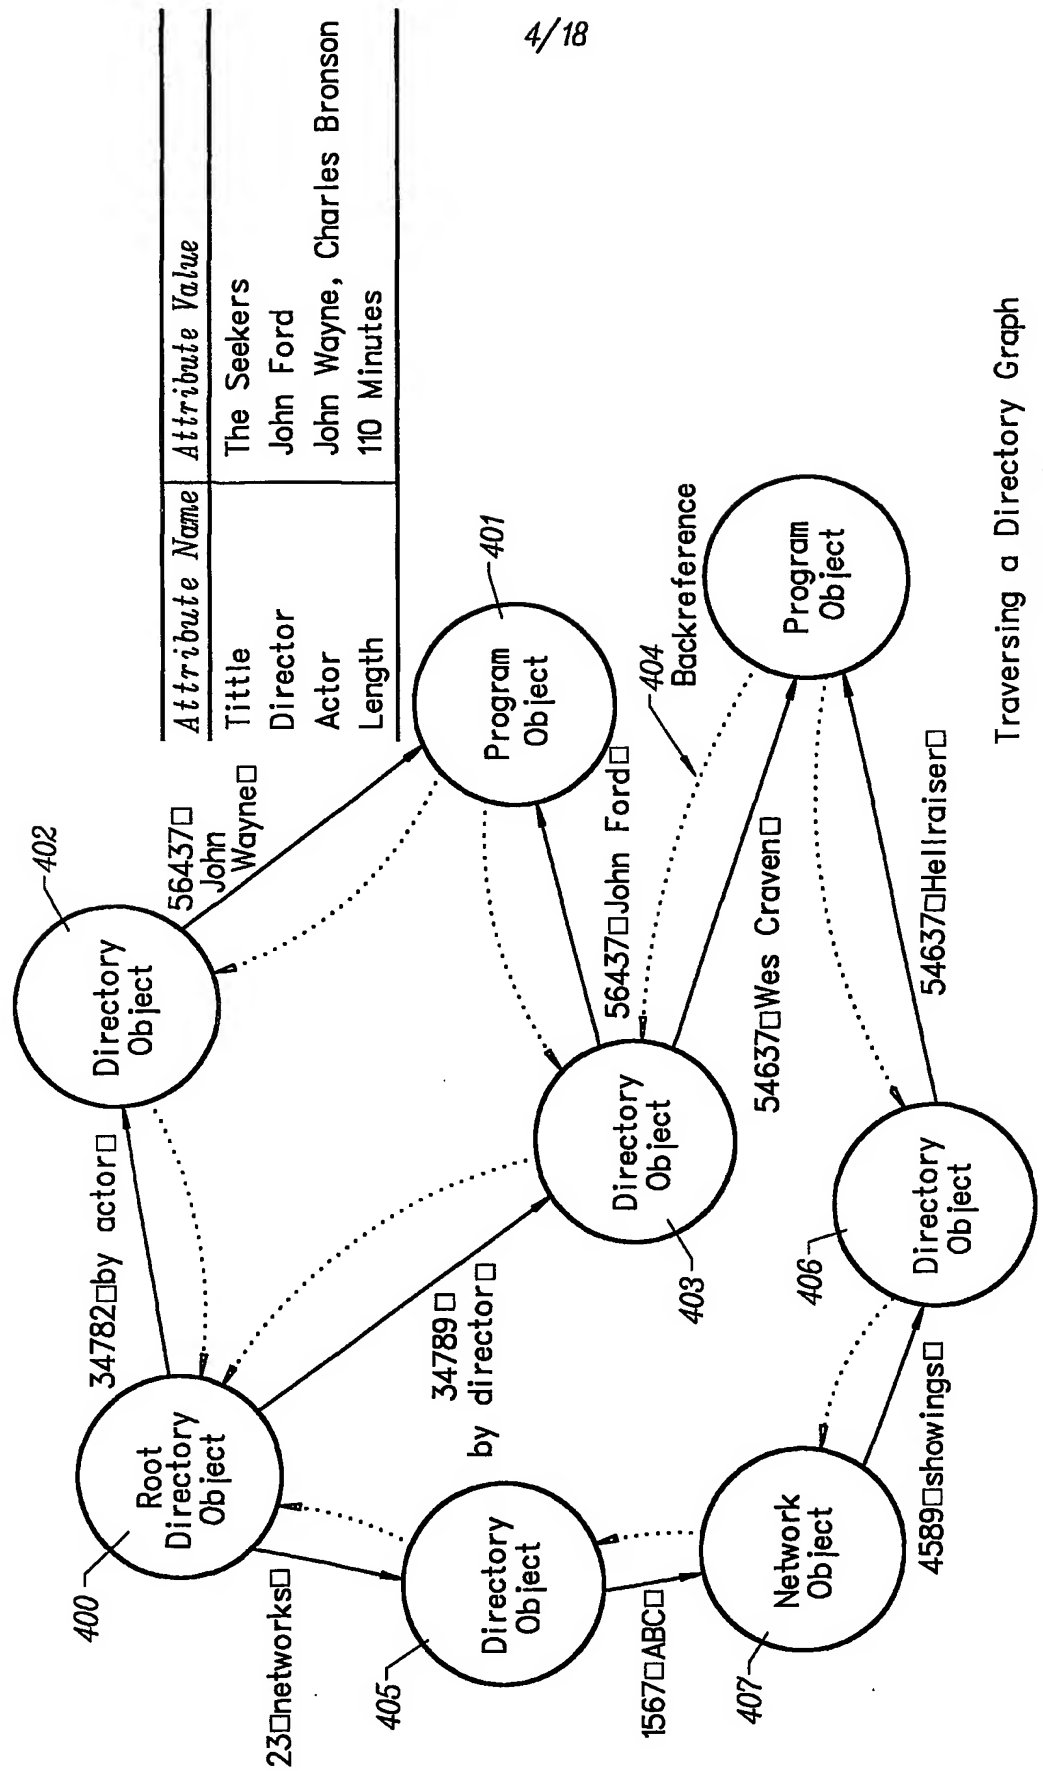 4/18
Attribute Name Attribute Value
Tittle The Seekers
Director John Ford
Actor John Wayne, Charles Bronson
Length 110 Minutes
402
Directory
Object
56437□
John
Wayne□
34782□by actor□
400
Root
Directory
Object
401
Program
Object
34789□
by director□
403
Directory
Object
56437□John Ford□
404
Backreference
54637□Wes Craven□
Program
Object
23□networks□
405
Directory
Object
1567□ABC□
407
Network
Object
4589□showings□
406
Directory
Object
54637□Hellraiser□
Traversing a Directory Graph